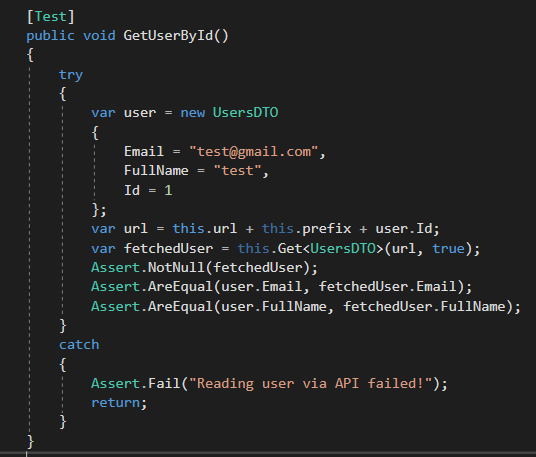 [Test]
public void GetUserById()
{
try
{
var user = new UsersDTO
{
Email = "test@gmail.com",
FullName = "test",
Id = 1
};
var url = this.url + this.prefix + user.Id;
var fetchedUser = this.Get<UsersDTO>(url, true);
Assert.NotNull(fetchedUser);
Assert.AreEqual(user.Email, fetchedUser.Email);
Assert.AreEqual(user.FullName, fetchedUser.FullName);
}
catch
{
Assert.Fail("Reading user via API failed!");
return;
}
}